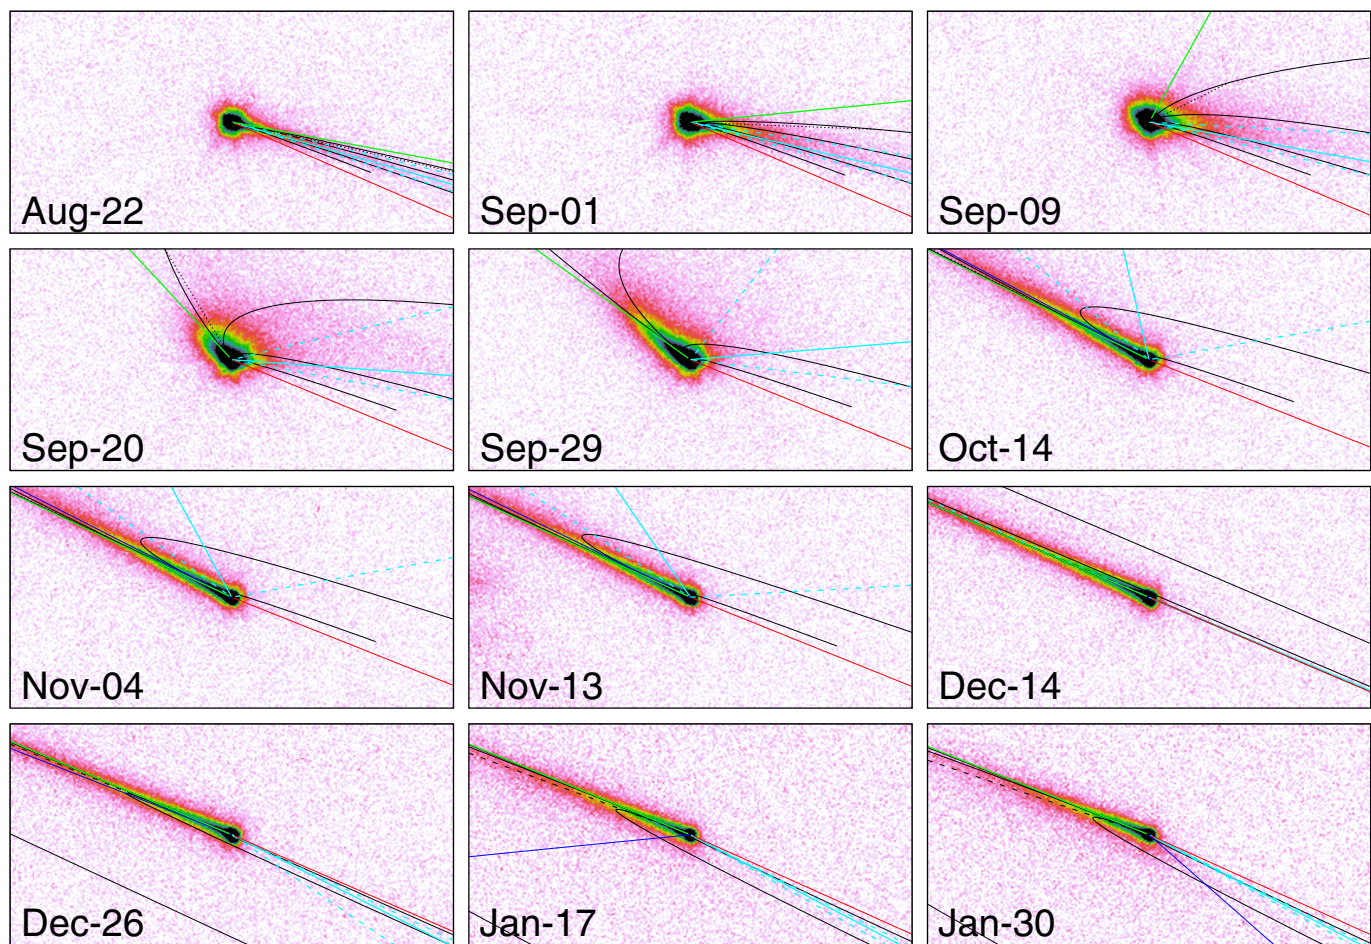 Aug-22
Sep-01
Sep-09
Sep-20
Sep-29
Oct-14
Nov-04
Nov-13
Dec-14
Dec-26
Jan-17
Jan-30